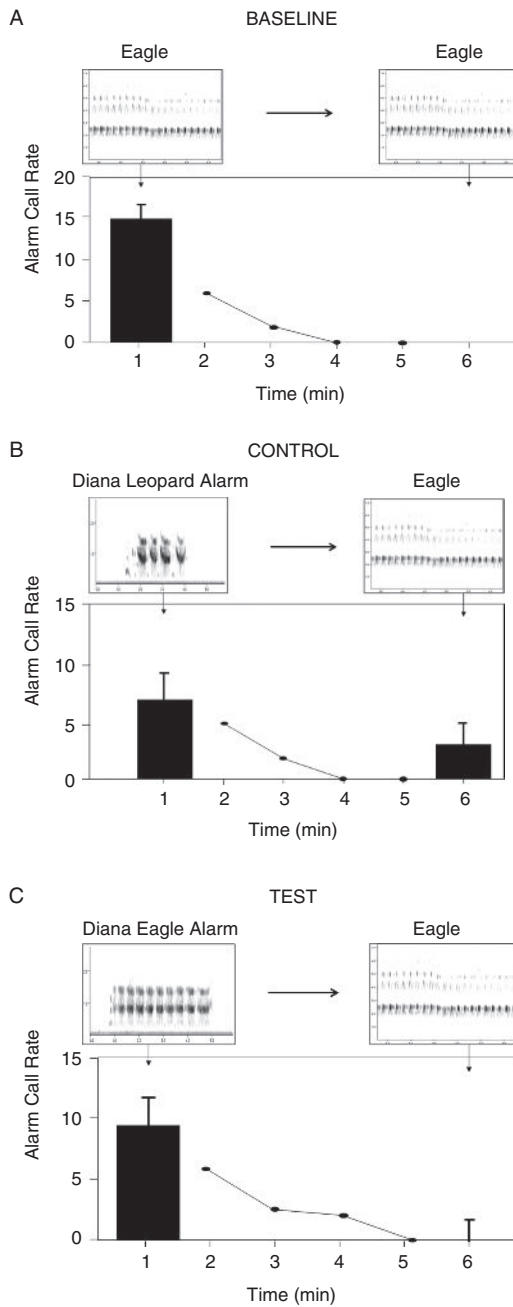 A BASELINE
Eagle Eagle
Alarm Call Rate
20
15
10
5
0
1 2 3 4 5 6
Time (min)
B CONTROL
Diana Leopard Alarm Eagle
Alarm Call Rate
15
10
5
0
1 2 3 4 5 6
Time (min)
C TEST
Diana Eagle Alarm Eagle
Alarm Call Rate
15
10
5
0
1 2 3 4 5 6
Time (min)